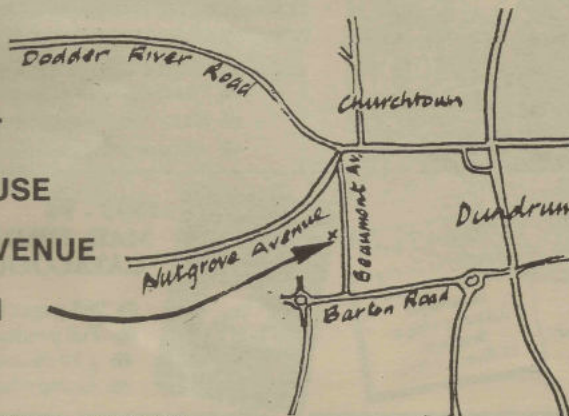 Dodder River Road
Churchtown
USE
VENUE
Nutgrove Avenue
x
Beaumont Av.
Dundrum
Barton Road